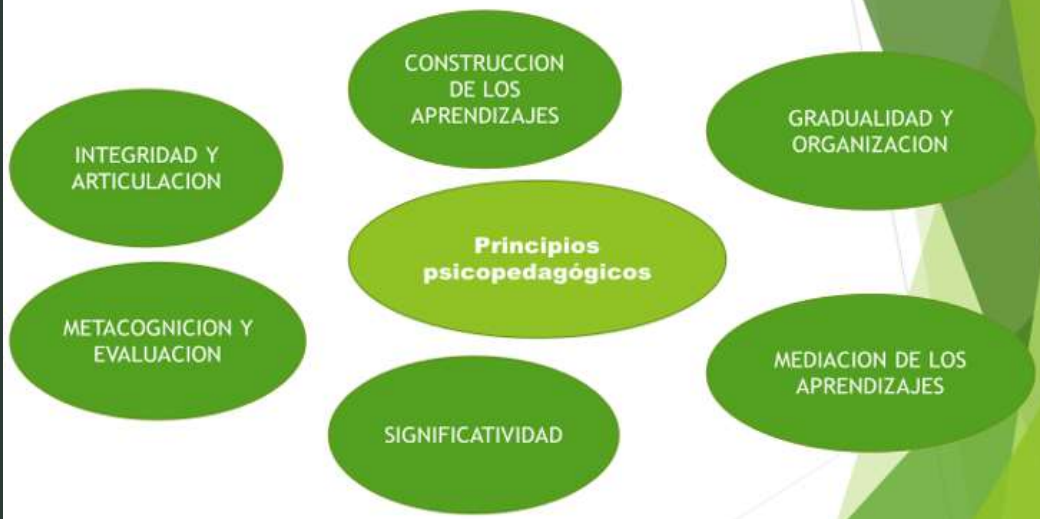 CONSTRUCCION
DE LOS
APRENDIZAJES
GRADUALIDAD Y
ORGANIZACION
INTEGRIDAD Y
ARTICULACION
Principios
psicopedagógicos
METACOGNICION Y
EVALUACION
MEDIACION DE LOS
APRENDIZAJES
SIGNIFICATIVIDAD